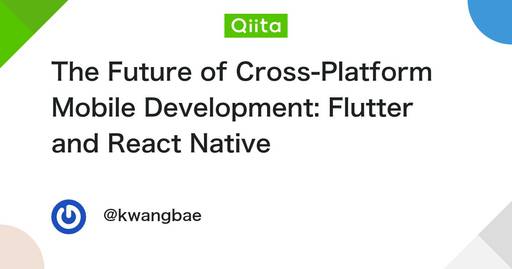 Qiita
The Future of Cross-Platform
Mobile Development: Flutter
and React Native
@kwangbae